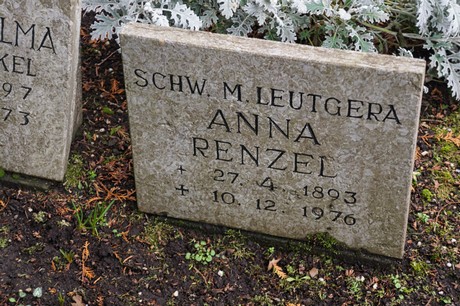 LMA
KEL
97
73
SCHW. M. LEUTGERA
ANNA
RENZEL
+ 27. 4. 1893
+ 10. 12. 1976